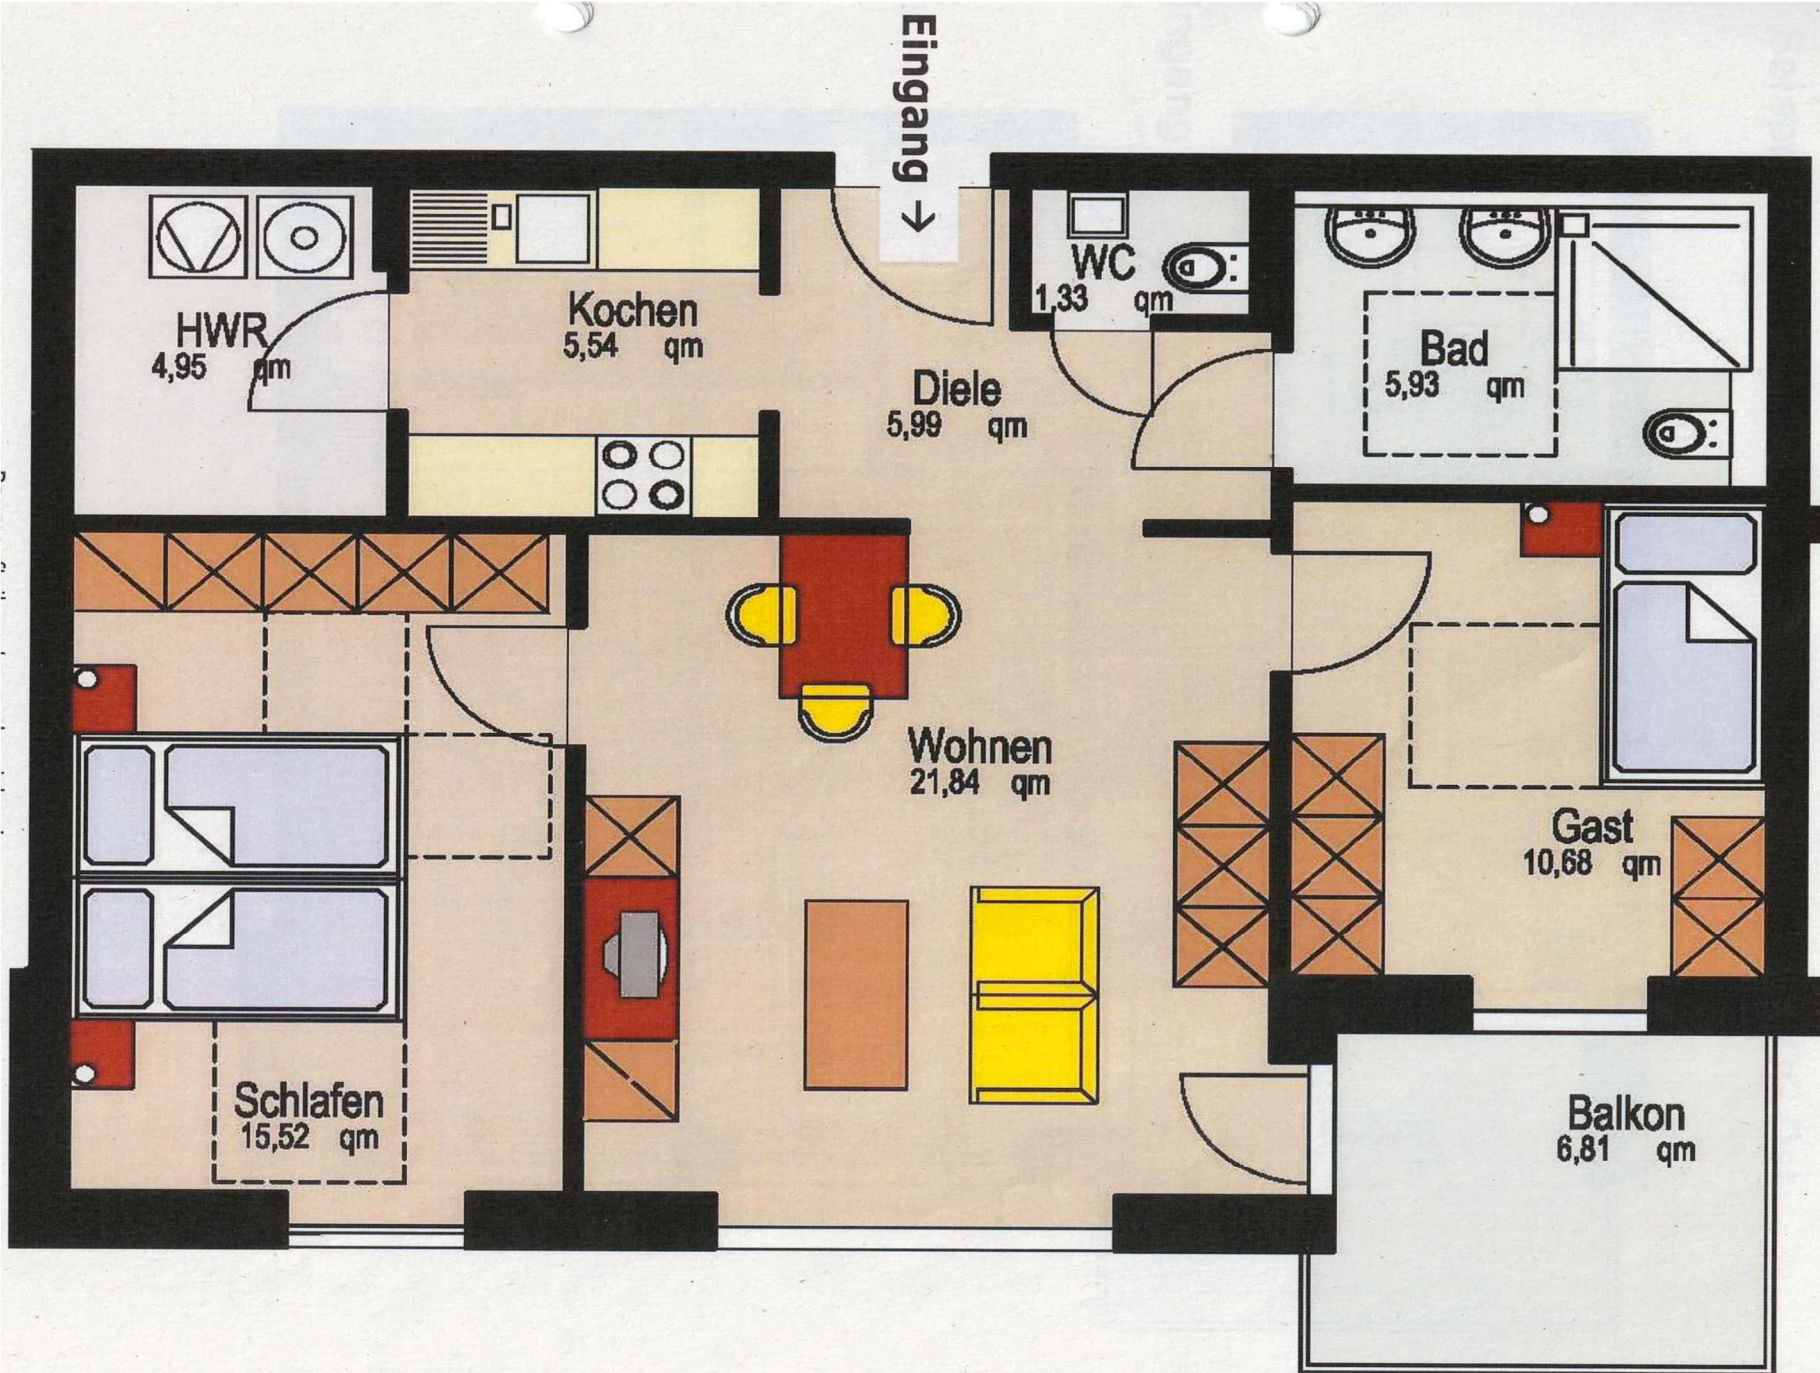 Eingang →
WC
1,33 qm
Kochen
5,54 qm
HWR
4,95 qm
Bad
5,93 qm
Diele
5,99 qm
Wohnen
21,84 qm
Gast
10,68 qm
Schlafen
15,52 qm
Balkon
6,81 qm